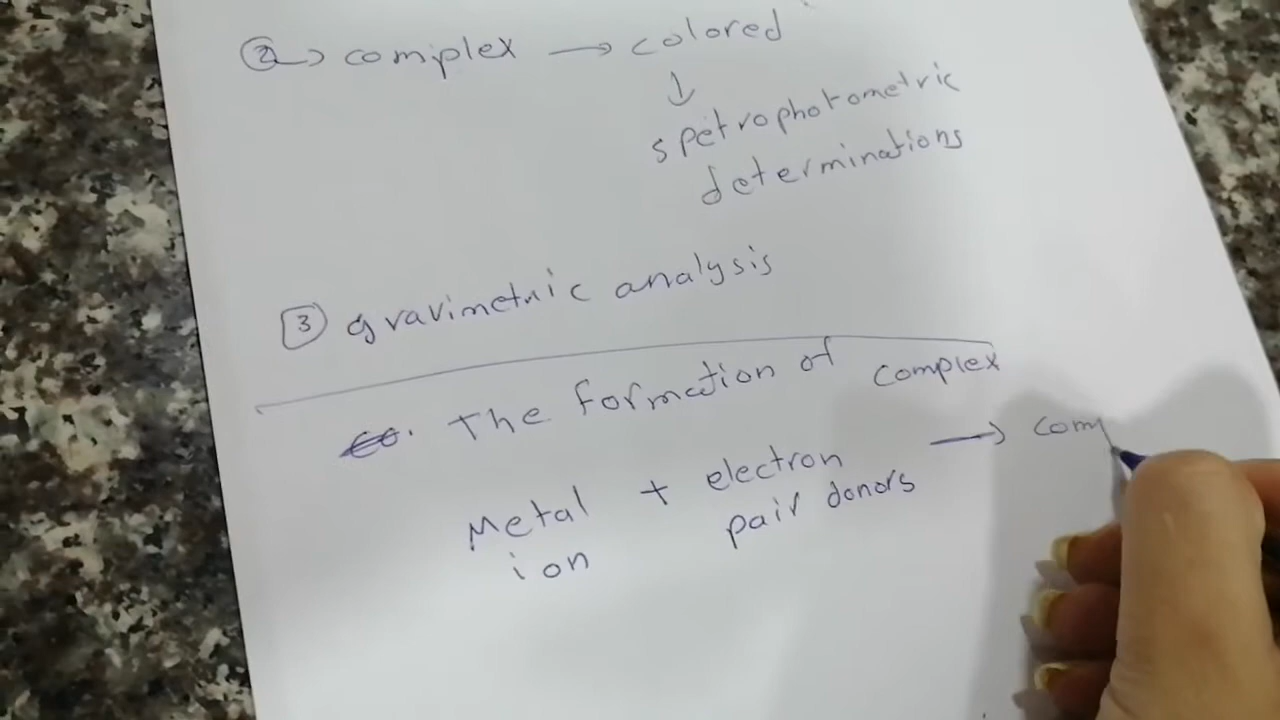 ② → complex → colored
↓
spetrophotometric
determinations
3 gravimetric analysis
The formation of complex
Metal + electron → com
ion pair donors